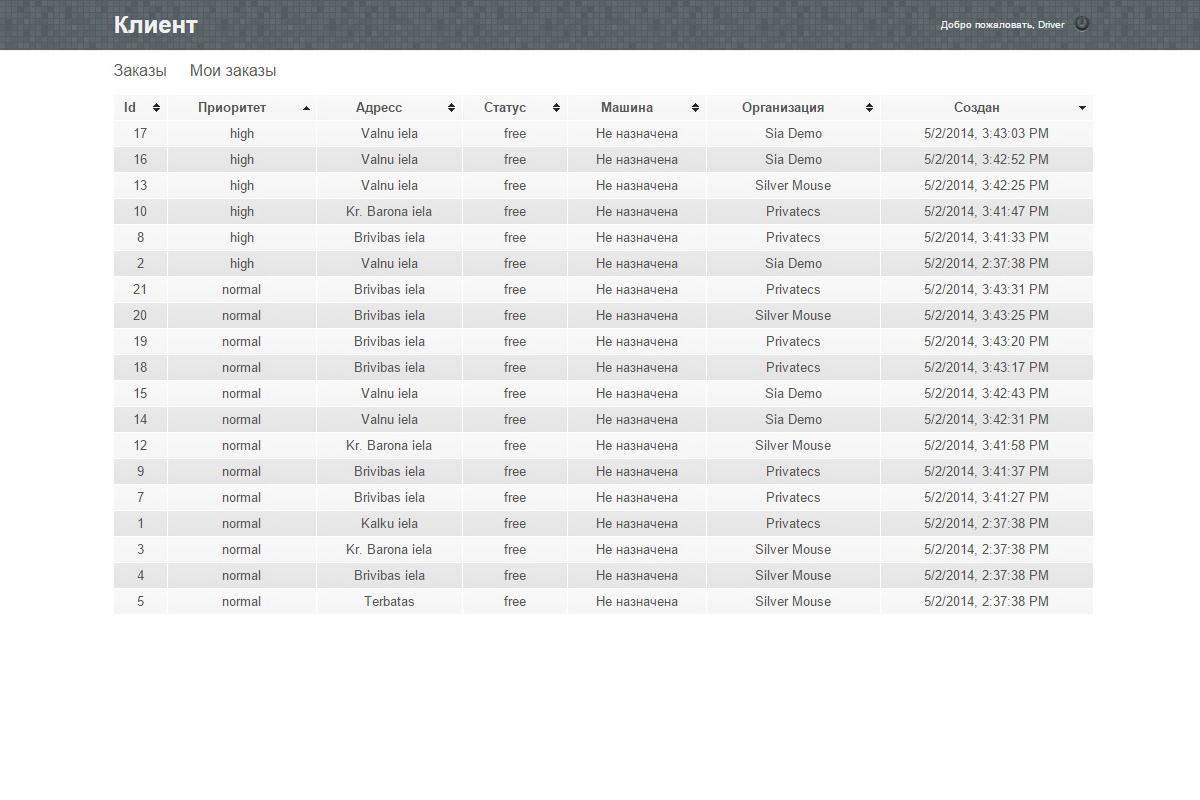 Клиент Добро пожаловать, Driver
Заказы Мои заказы
Id Приоритет Адресс Статус Машина Организация Создан
17 high Valnu iela free Не назначена Sia Demo 5/2/2014, 3:43:03 PM
16 high Valnu iela free Не назначена Sia Demo 5/2/2014, 3:42:52 PM
13 high Valnu iela free Не назначена Silver Mouse 5/2/2014, 3:42:25 PM
10 high Kr. Barona iela free Не назначена Privatecs 5/2/2014, 3:41:47 PM
8 high Brivibas iela free Не назначена Privatecs 5/2/2014, 3:41:33 PM
2 high Valnu iela free Не назначена Sia Demo 5/2/2014, 2:37:38 PM
21 normal Brivibas iela free Не назначена Privatecs 5/2/2014, 3:43:31 PM
20 normal Brivibas iela free Не назначена Silver Mouse 5/2/2014, 3:43:25 PM
19 normal Brivibas iela free Не назначена Privatecs 5/2/2014, 3:43:20 PM
18 normal Brivibas iela free Не назначена Privatecs 5/2/2014, 3:43:17 PM
15 normal Valnu iela free Не назначена Sia Demo 5/2/2014, 3:42:43 PM
14 normal Valnu iela free Не назначена Sia Demo 5/2/2014, 3:42:31 PM
12 normal Kr. Barona iela free Не назначена Silver Mouse 5/2/2014, 3:41:58 PM
9 normal Brivibas iela free Не назначена Privatecs 5/2/2014, 3:41:37 PM
7 normal Brivibas iela free Не назначена Privatecs 5/2/2014, 3:41:27 PM
1 normal Kalku iela free Не назначена Privatecs 5/2/2014, 2:37:38 PM
3 normal Kr. Barona iela free Не назначена Silver Mouse 5/2/2014, 2:37:38 PM
4 normal Brivibas iela free Не назначена Silver Mouse 5/2/2014, 2:37:38 PM
5 normal Terbatas free Не назначена Silver Mouse 5/2/2014, 2:37:38 PM